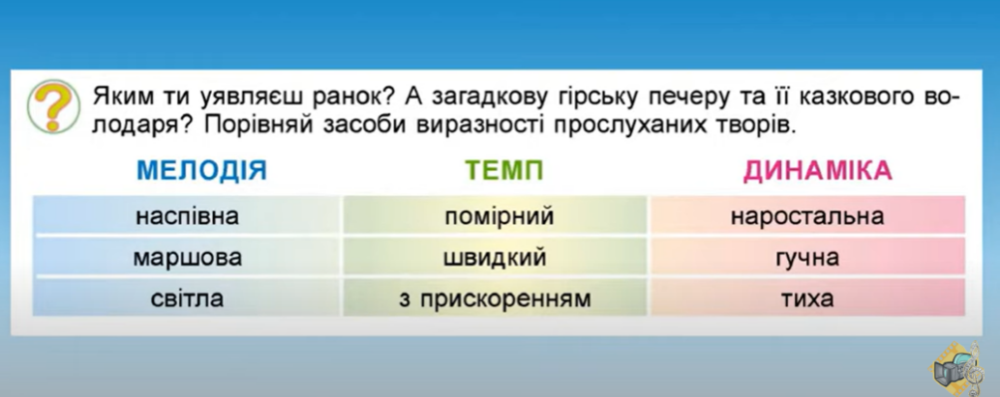 ?
Яким ти уявляєш ранок? А загадкову гірську печеру та її казкового во-
лодаря? Порівняй засоби виразності прослуханих творів.
МЕЛОДІЯ ТЕМП ДИНАМІКА
наспівна помірний наростальна
маршова швидкий гучна
світла з прискоренням тиха